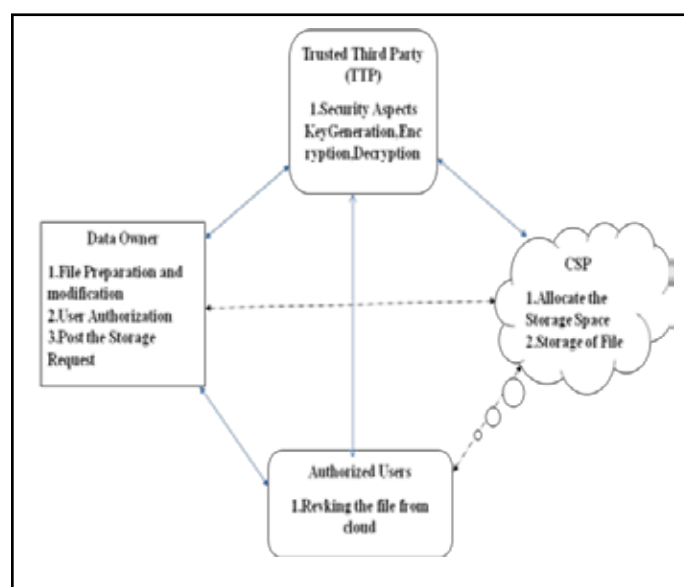 Trusted Third Party
(TTP)
1.Security Aspects
KeyGeneration,Enc
ryption,Decryption
Data Owner
1.File Preparation and
modification
2.User Authorization
3.Post the Storage
Request
CSP
1.Allocate the
Storage Space
2.Storage of File
Authorized Users
1.Revking the file from
cloud